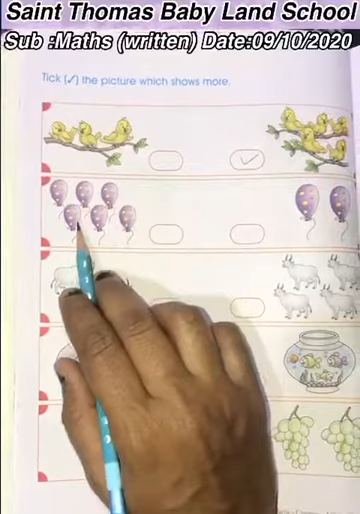 Saint Thomas Baby Land School
Sub :Maths (written) Date:09/10/2020
Tick (✓) the picture which shows more.